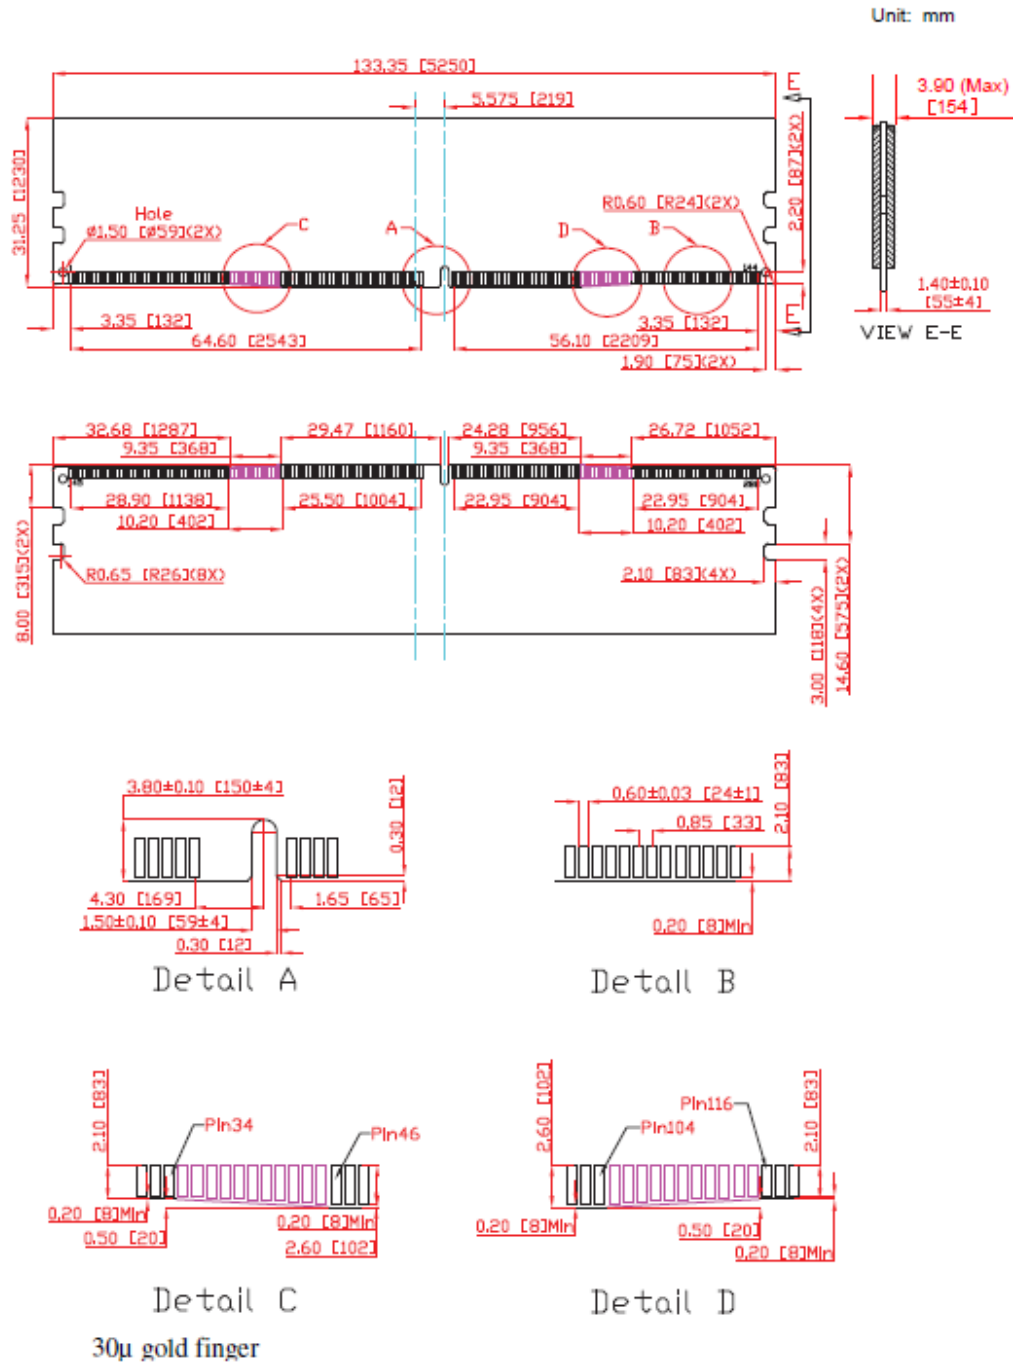 Unit: mm
133.35 [5250]
5.575 [219]
E
3.90 (Max)
[154]
31.25 [1230]
2.20 [87](2X)
R0.60 [R24](2X)
Hole
Ø1.50 [Ø59](2X)
C
A
D
B
144
3.35 [132]
64.60 [2543]
56.10 [2209]
3.35 [132]
1.90 [75](2X)
E
1.40±0.10
[55±4]
VIEW E-E
32.68 [1287]
29.47 [1160]
24.28 [956]
26.72 [1052]
9.35 [368]
9.35 [368]
28.90 [1138]
25.50 [1004]
22.95 [904]
22.95 [904]
10.20 [402]
10.20 [402]
8.00 [315](2X)
R0.65 [R26](8X)
2.10 [83](4X)
3.00 [118](4X)
14.60 [575](2X)
3.80±0.10 [150±4]
0.30 [12]
4.30 [169]
1.65 [65]
1.50±0.10 [59±4]
0.30 [12]
Detail A
0.60±0.03 [24±1]
0.85 [33]
2.10 [83]
0.20 [8]Min
Detail B
2.10 [83]
Pin34
Pin46
0.20 [8]Min
0.50 [20]
0.20 [8]Min
2.60 [102]
Detail C
2.60 [102]
Pin104
Pin116
2.10 [83]
0.20 [8]Min
0.50 [20]
0.20 [8]Min
Detail D
30µ gold finger